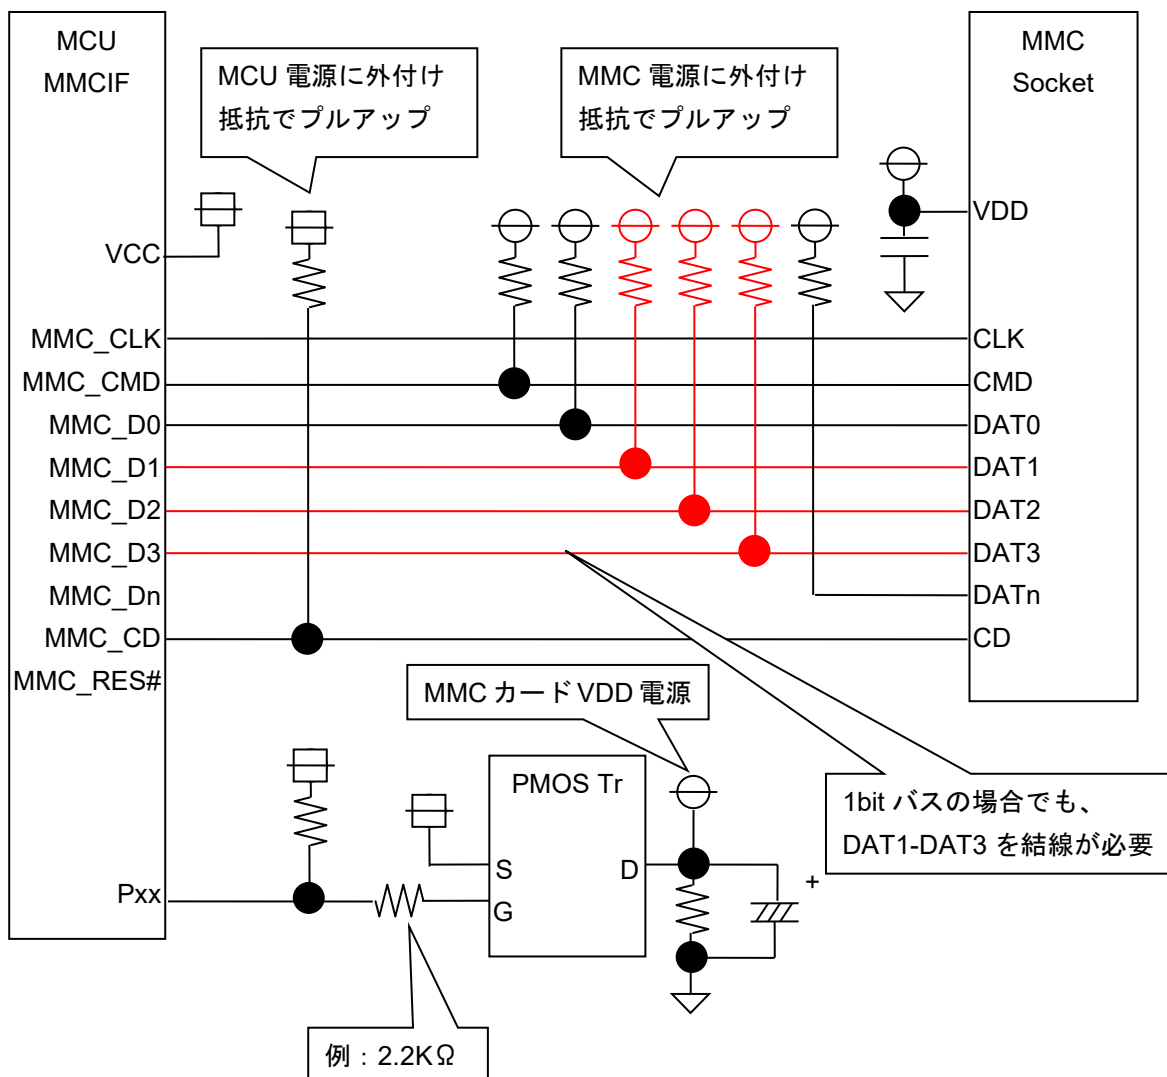 MCU
MMCIF
MCU 電源に外付け
抵抗でプルアップ
MMC 電源に外付け
抵抗でプルアップ
MMC
Socket
VCC
MMC_CLK
MMC_CMD
MMC_D0
MMC_D1
MMC_D2
MMC_D3
MMC_Dn
MMC_CD
MMC_RES#
Pxx
VDD
CLK
CMD
DAT0
DAT1
DAT2
DAT3
DATn
CD
MMC カード VDD 電源
PMOS Tr
S
G
D
+
1bit バスの場合でも、
DAT1-DAT3 を結線が必要
例：2.2KΩ